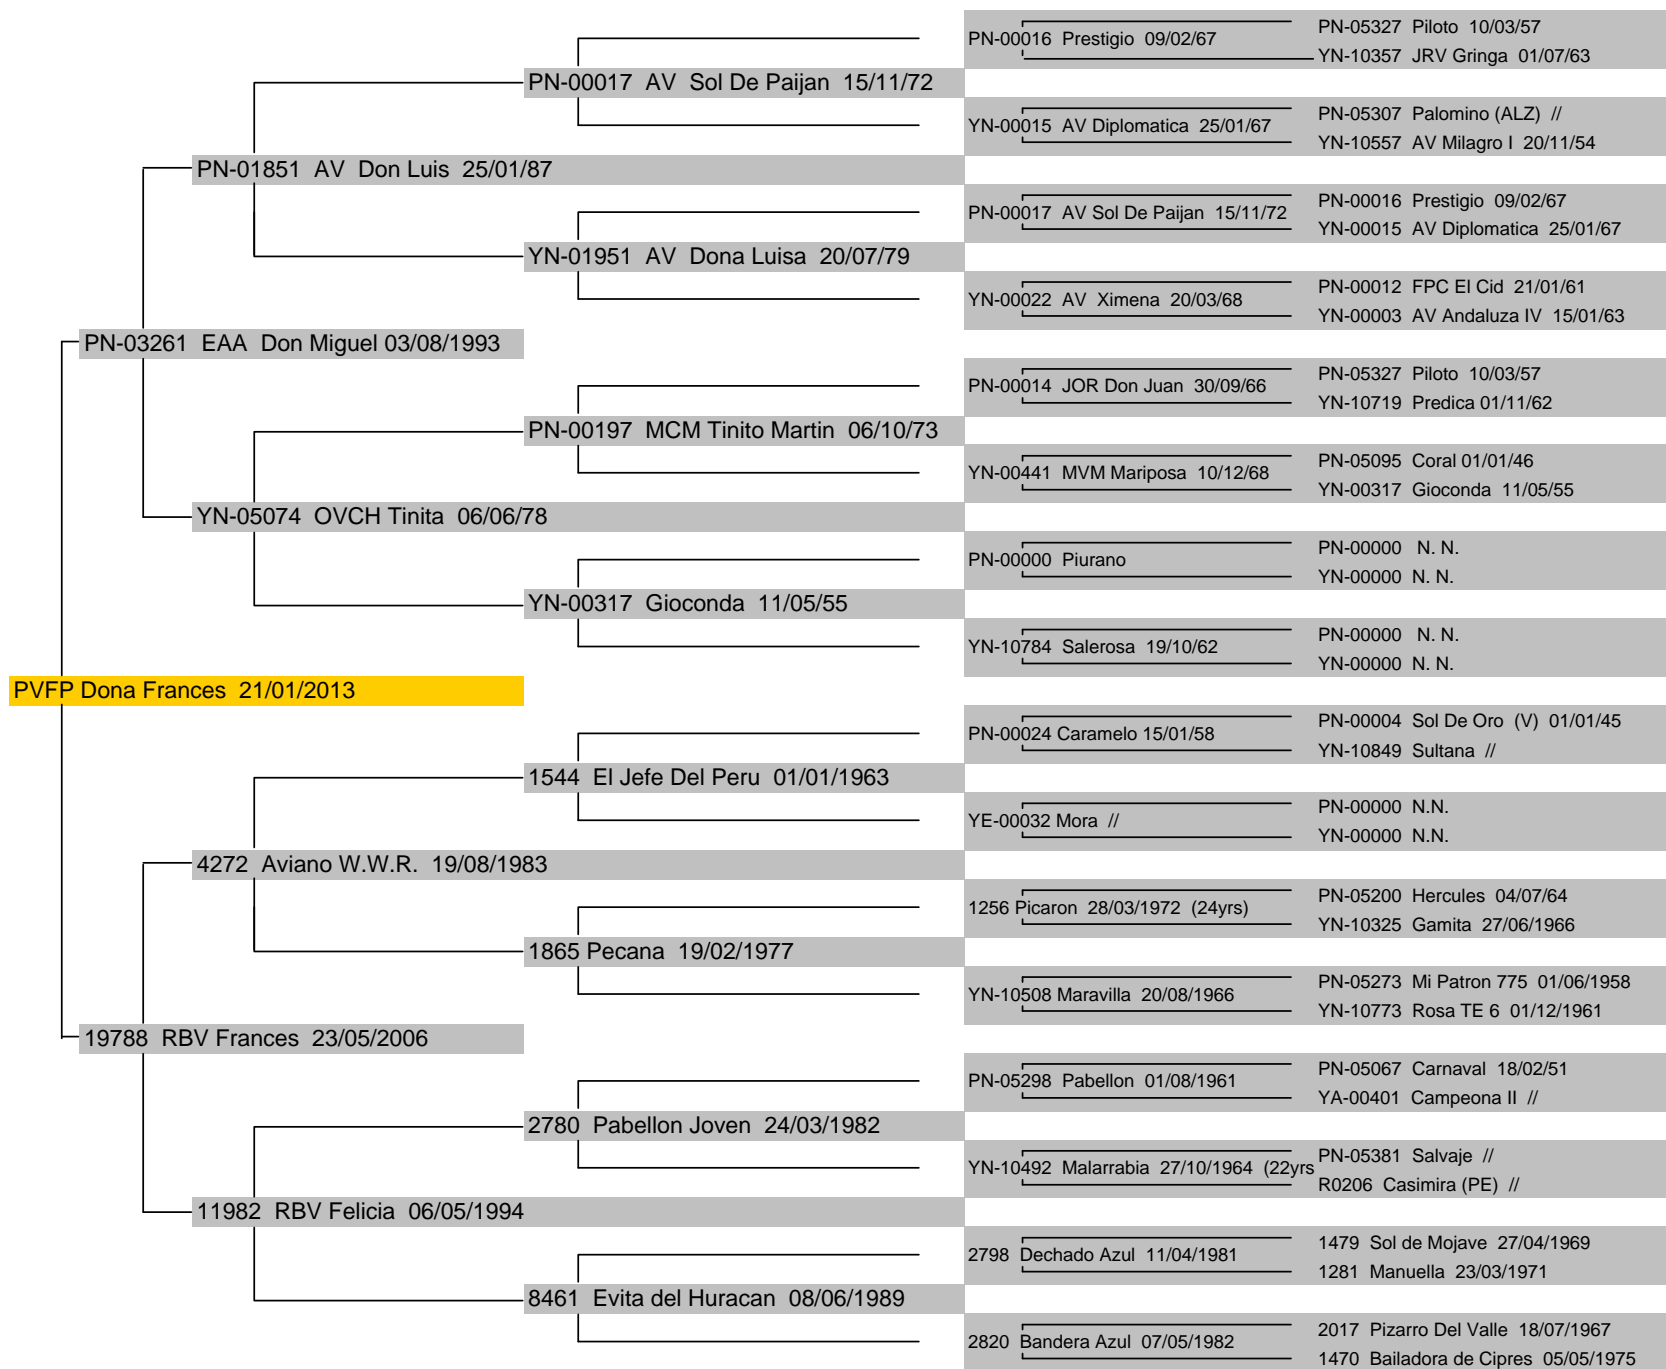 PN-00016 Prestigio 09/02/67
PN-05327 Piloto 10/03/57
YN-10357 JRV Gringa 01/07/63
PN-00017 AV Sol De Paijan 15/11/72
YN-00015 AV Diplomatica 25/01/67
PN-05307 Palomino (ALZ) //
YN-10557 AV Milagro I 20/11/54
PN-01851 AV Don Luis 25/01/87
PN-00017 AV Sol De Paijan 15/11/72
PN-00016 Prestigio 09/02/67
YN-00015 AV Diplomatica 25/01/67
YN-01951 AV Dona Luisa 20/07/79
YN-00022 AV Ximena 20/03/68
PN-00012 FPC El Cid 21/01/61
YN-00003 AV Andaluza IV 15/01/63
PN-03261 EAA Don Miguel 03/08/1993
PN-00014 JOR Don Juan 30/09/66
PN-05327 Piloto 10/03/57
YN-10719 Predica 01/11/62
PN-00197 MCM Tinito Martin 06/10/73
YN-00441 MVM Mariposa 10/12/68
PN-05095 Coral 01/01/46
YN-00317 Gioconda 11/05/55
YN-05074 OVCH Tinita 06/06/78
PN-00000 Piurano
PN-00000 N. N.
YN-00000 N. N.
YN-00317 Gioconda 11/05/55
YN-10784 Salerosa 19/10/62
PN-00000 N. N.
YN-00000 N. N.
PVFP Dona Frances 21/01/2013
PN-00024 Caramelo 15/01/58
PN-00004 Sol De Oro (V) 01/01/45
YN-10849 Sultana //
1544 El Jefe Del Peru 01/01/1963
YE-00032 Mora //
PN-00000 N.N.
YN-00000 N.N.
4272 Aviano W.W.R. 19/08/1983
1256 Picaron 28/03/1972 (24yrs)
PN-05200 Hercules 04/07/64
YN-10325 Gamita 27/06/1966
1865 Pecana 19/02/1977
YN-10508 Maravilla 20/08/1966
PN-05273 Mi Patron 775 01/06/1958
YN-10773 Rosa TE 6 01/12/1961
19788 RBV Frances 23/05/2006
PN-05298 Pabellon 01/08/1961
PN-05067 Carnaval 18/02/51
YA-00401 Campeona II //
2780 Pabellon Joven 24/03/1982
YN-10492 Malarrabia 27/10/1964 (22yrs
PN-05381 Salvaje //
R0206 Casimira (PE) //
11982 RBV Felicia 06/05/1994
2798 Dechado Azul 11/04/1981
1479 Sol de Mojave 27/04/1969
1281 Manuella 23/03/1971
8461 Evita del Huracan 08/06/1989
2820 Bandera Azul 07/05/1982
2017 Pizarro Del Valle 18/07/1967
1470 Bailadora de Cipres 05/05/1975